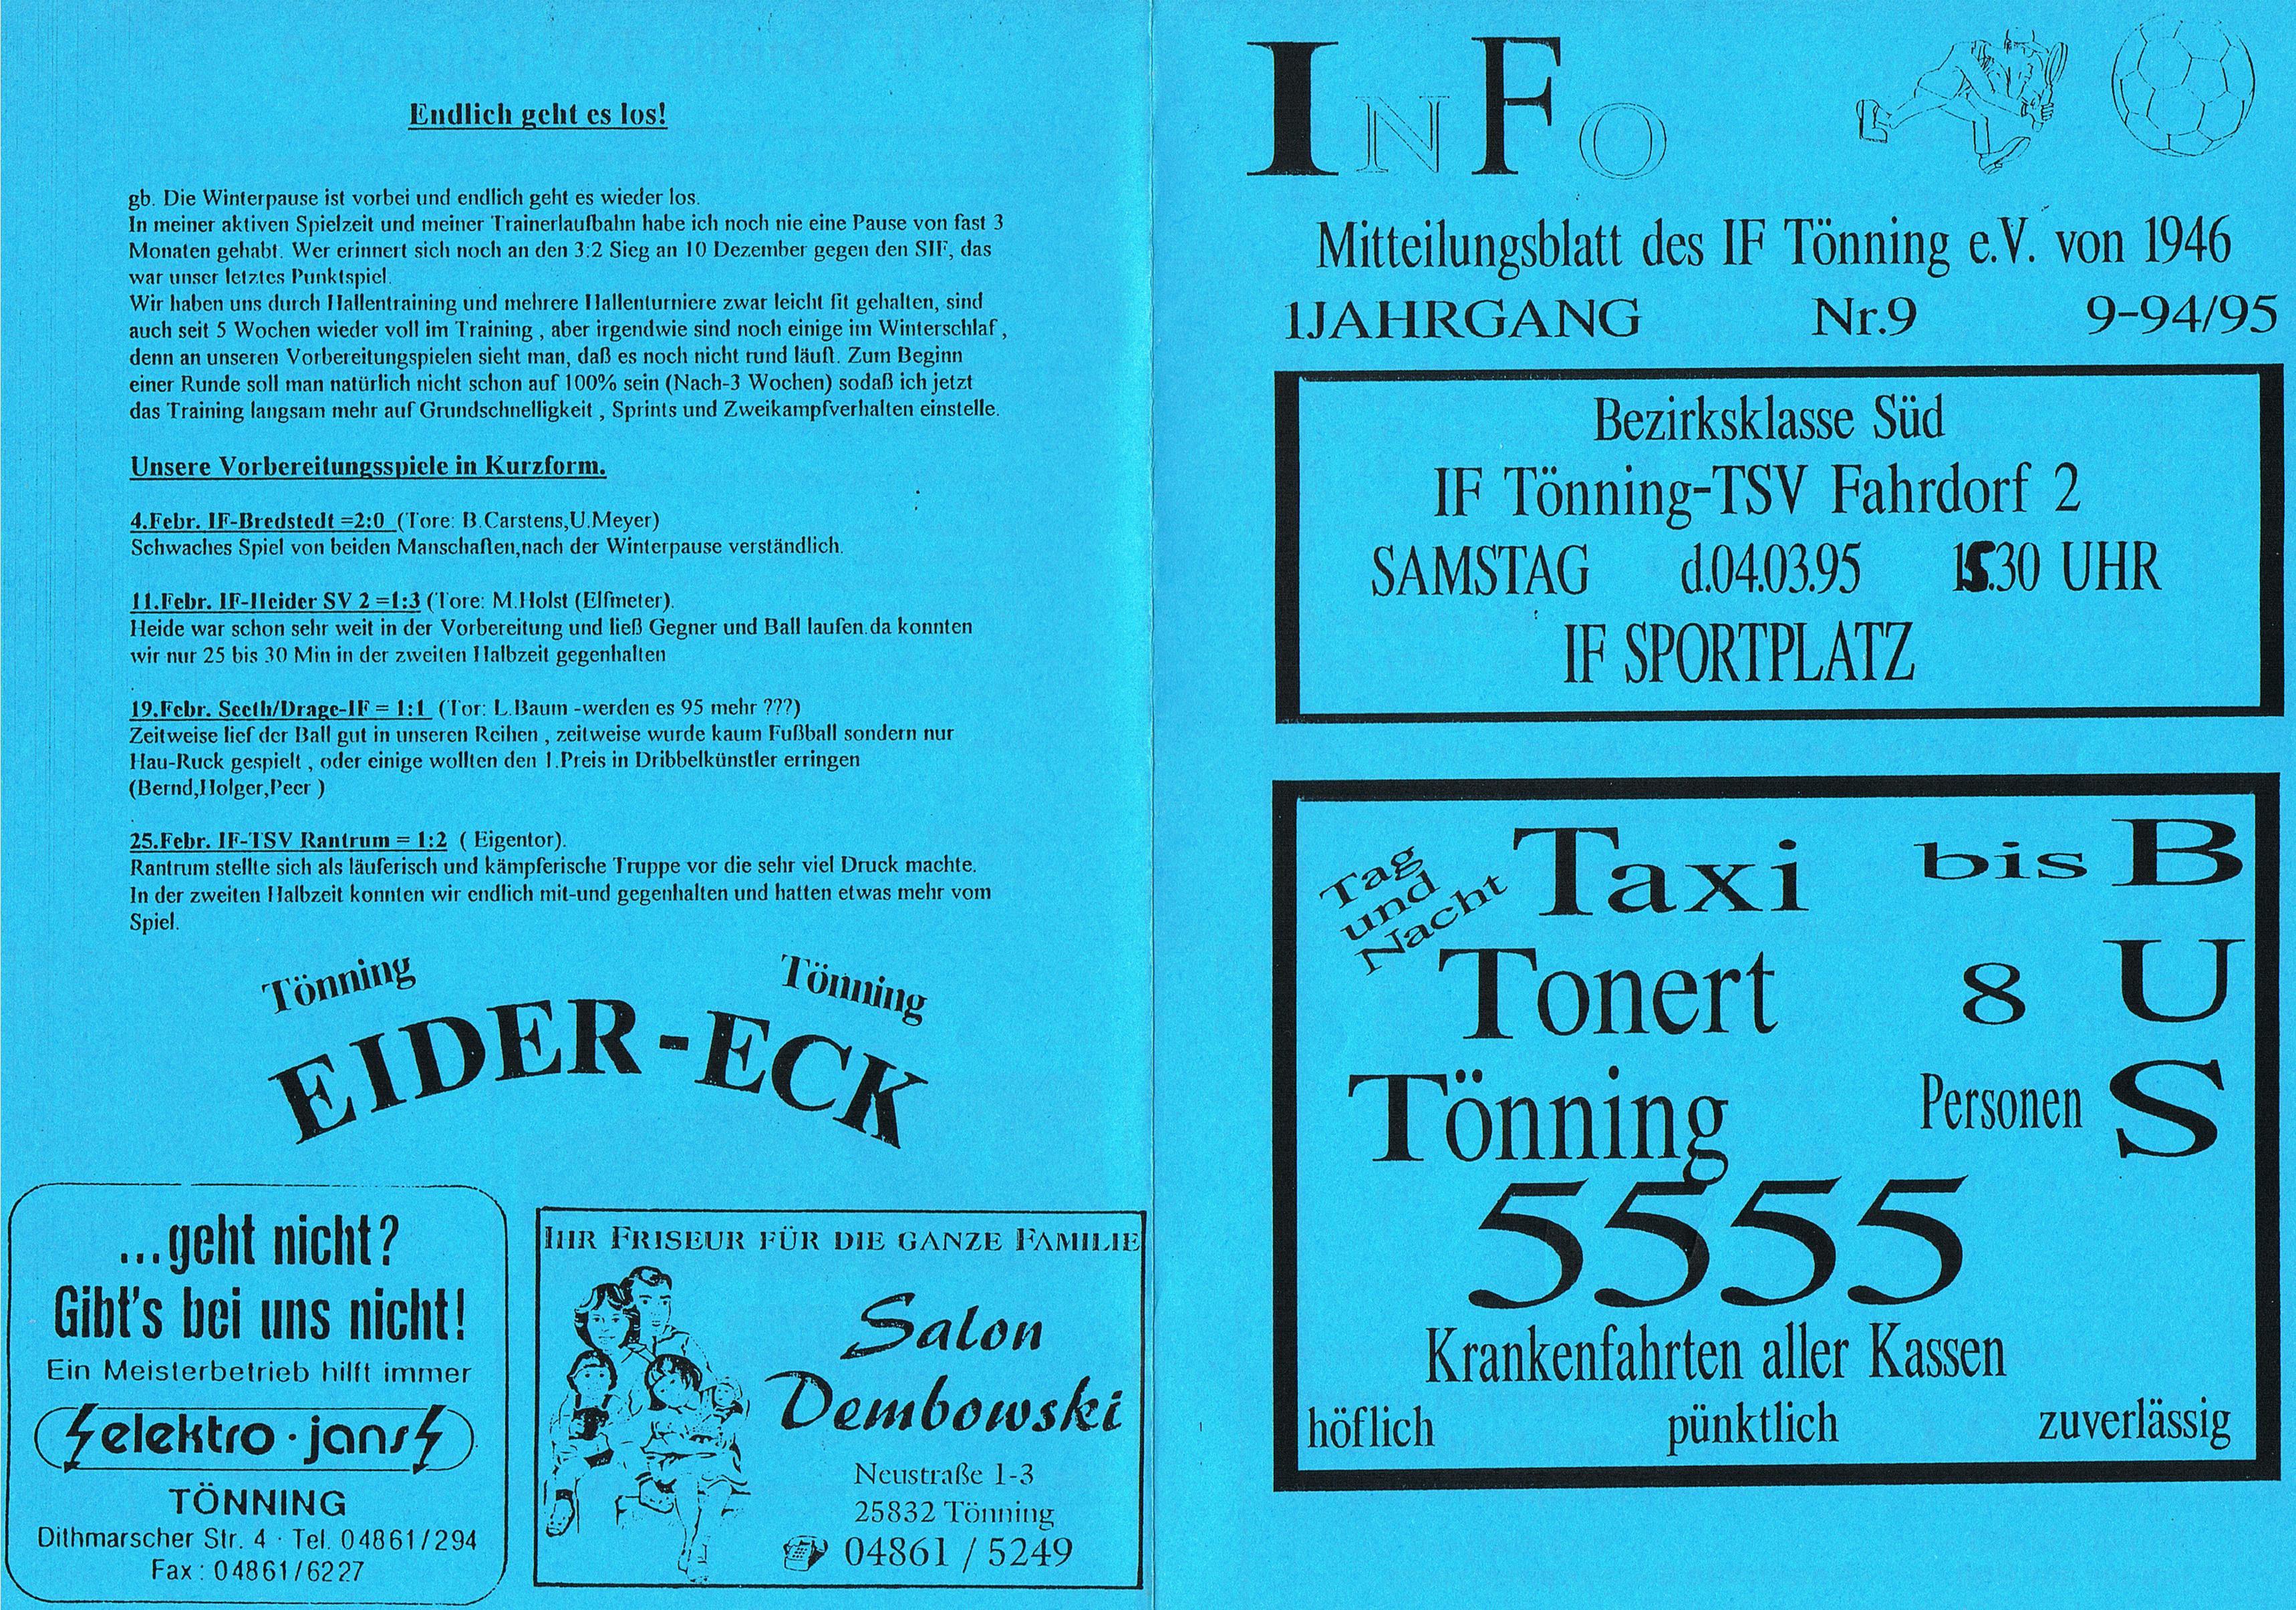 Endlich geht es los!
gb. Die Winterpause ist vorbei und endlich geht es wieder los.
In meiner aktiven Spielzeit und meiner Trainerlaufbahn habe ich noch nie eine Pause von fast 3
Monaten gehabt. Wer erinnert sich noch an den 3:2 Sieg an 10 Dezember gegen den SIF, das
war unser letztes Punktspiel.
Wir haben uns durch Hallentraining und mehrere Hallenturniere zwar leicht fit gehalten, sind
auch seit 5 Wochen wieder voll im Training , aber irgendwie sind noch einige im Winterschlaf ,
denn an unseren Vorbereitungspielen sieht man, daß es noch nicht rund läuft. Zum Beginn
einer Runde soll man natürlich nicht schon auf 100% sein (Nach-3 Wochen) sodaß ich jetzt
das Training langsam mehr auf Grundschnelligkeit , Sprints und Zweikampfverhalten einstelle.
Unsere Vorbereitungsspiele in Kurzform.
4.Febr. IF-Bredstedt =2:0 (Tore: B.Carstens,U.Meyer)
Schwaches Spiel von beiden Manschaften,nach der Winterpause verständlich.
11.Febr. IF-Heider SV 2 =1:3 (Tore: M.Holst (Elfmeter).
Heide war schon sehr weit in der Vorbereitung und ließ Gegner und Ball laufen.da konnten
wir nur 25 bis 30 Min in der zweiten Halbzeit gegenhalten
19.Febr. Seeth/Drage-IF = 1:1 (Tor: L.Baum -werden es 95 mehr ???)
Zeitweise lief der Ball gut in unseren Reihen , zeitweise wurde kaum Fußball sondern nur
Hau-Ruck gespielt , oder einige wollten den 1.Preis in Dribbelkünstler erringen
(Bernd,Holger,Peer )
25.Febr. IF-TSV Rantrum = 1:2 ( Eigentor).
Rantrum stellte sich als läuferisch und kämpferische Truppe vor die sehr viel Druck machte.
In der zweiten Halbzeit konnten wir endlich mit-und gegenhalten und hatten etwas mehr vom
Spiel.
Tönning Tönning
EIDER-ECK
...geht nicht?
Gibt's bei uns nicht!
Ein Meisterbetrieb hilft immer
elektro · jans
TÖNNING
Dithmarscher Str. 4 · Tel. 04861/294
Fax : 04861/6227
IHR FRISEUR FÜR DIE GANZE FAMILIE
Salon
Dembowski
Neustraße 1-3
25832 Tönning
04861 / 5249
INFO
Mitteilungsblatt des IF Tönning e.V. von 1946
1JAHRGANG Nr.9 9-94/95
Bezirksklasse Süd
IF Tönning-TSV Fahrdorf 2
SAMSTAG d.04.03.95 15.30 UHR
IF SPORTPLATZ
Tag
und
Nacht
Taxi
Tonert
Tönning
bis
8
Personen
BUS
5555
Krankenfahrten aller Kassen
höflich pünktlich zuverlässig